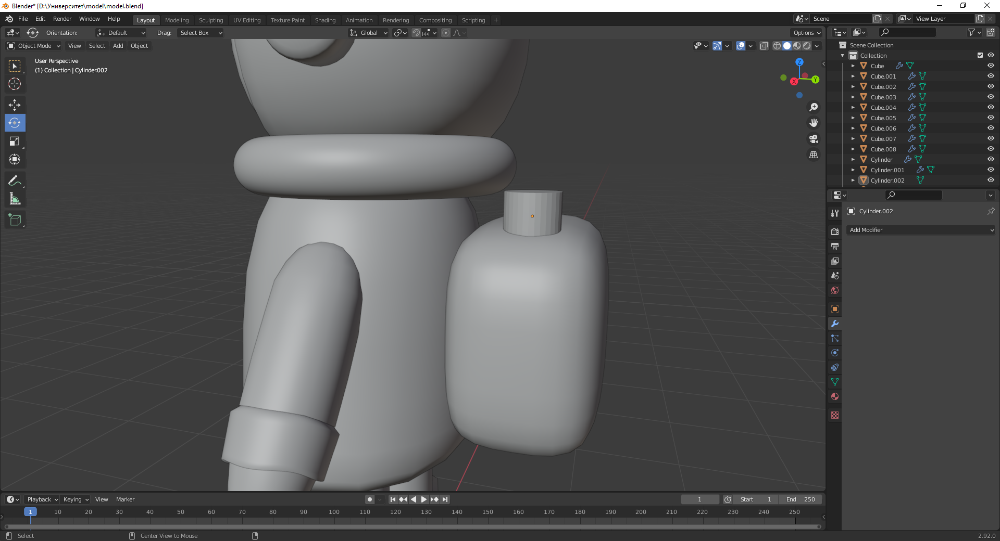 Blender* [D:\Университет\model\model.blend]
File Edit Render Window Help
Layout Modeling Sculpting UV Editing Texture Paint Shading Animation Rendering Compositing Scripting +
Scene
View Layer
Orientation: Default Drag: Select Box
Global
Options
Object Mode View Select Add Object
User Perspective
(1) Collection | Cylinder.002
Z
X
Y
Scene Collection
Collection
Cube
Cube.001
Cube.002
Cube.003
Cube.004
Cube.005
Cube.006
Cube.007
Cube.008
Cylinder
Cylinder.001
Cylinder.002
Cylinder.002
Add Modifier
Playback Keying View Marker
1
Start 1
End 250
1 10 20 30 40 50 60 70 80 90 100 110 120 130 140 150 160 170 180 190 200 210 220 230 240 250
Select
Center View to Mouse
2.92.0